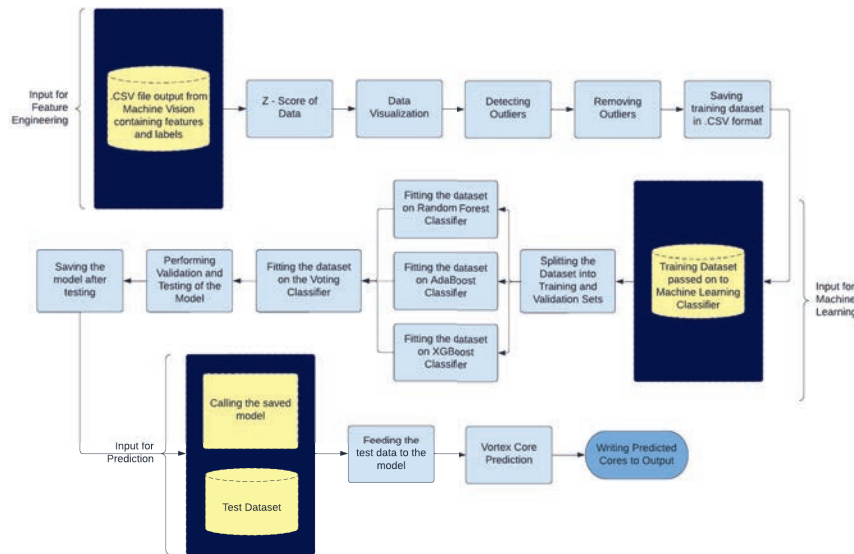 Input for
Feature
Engineering
.CSV file output from
Machine Vision
containing features
and labels
Z - Score of
Data
Data
Visualization
Detecting
Outliers
Removing
Outliers
Saving
training dataset
in .CSV format
Input for
Machine
Learning
Training Dataset
passed on to
Machine Learning
Classifier
Splitting the
Dataset into
Training and
Validation Sets
Fitting the dataset
on Random Forest
Classifier
Fitting the dataset
on AdaBoost
Classifier
Fitting the dataset
on XGBoost
Classifier
Fitting the dataset
on the Voting
Classifier
Performing
Validation and
Testing of the
Model
Saving the
model after
testing
Input for
Prediction
Calling the saved
model
Test Dataset
Feeding the
test data to the
model
Vortex Core
Prediction
Writing Predicted
Cores to Output